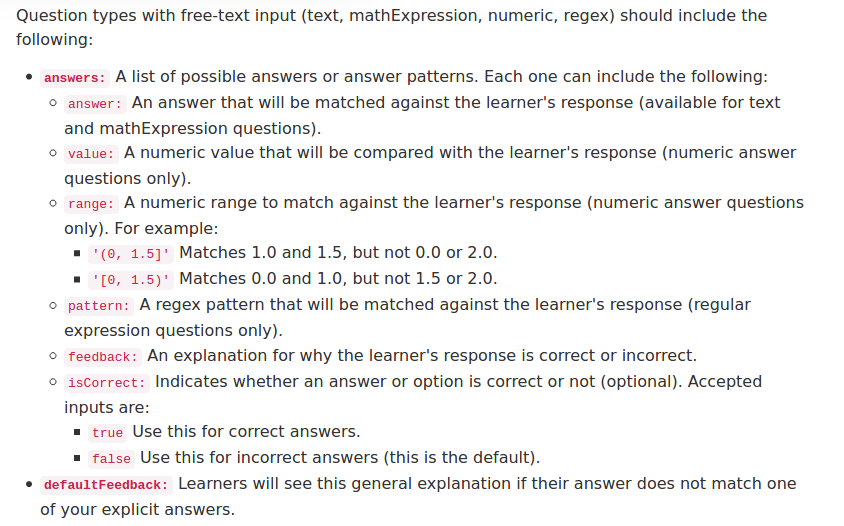 Question types with free-text input (text, mathExpression, numeric, regex) should include the
following:
answers: A list of possible answers or answer patterns. Each one can include the following:
answer: An answer that will be matched against the learner's response (available for text
and mathExpression questions).
value: A numeric value that will be compared with the learner's response (numeric answer
questions only).
range: A numeric range to match against the learner's response (numeric answer questions
only). For example:
'(0, 1.5]' Matches 1.0 and 1.5, but not 0.0 or 2.0.
'[0, 1.5)' Matches 0.0 and 1.0, but not 1.5 or 2.0.
pattern: A regex pattern that will be matched against the learner's response (regular
expression questions only).
feedback: An explanation for why the learner's response is correct or incorrect.
isCorrect: Indicates whether an answer or option is correct or not (optional). Accepted
inputs are:
true Use this for correct answers.
false Use this for incorrect answers (this is the default).
defaultFeedback: Learners will see this general explanation if their answer does not match one
of your explicit answers.